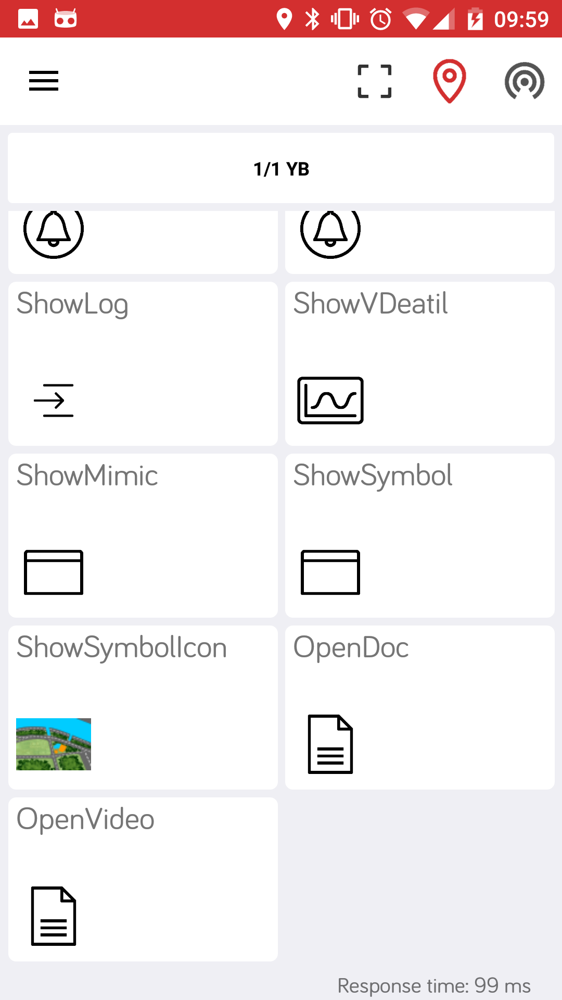 09:59
1/1 YB
ShowLog
ShowVDeatil
ShowMimic
ShowSymbol
ShowSymbolIcon
OpenDoc
OpenVideo
Response time: 99 ms